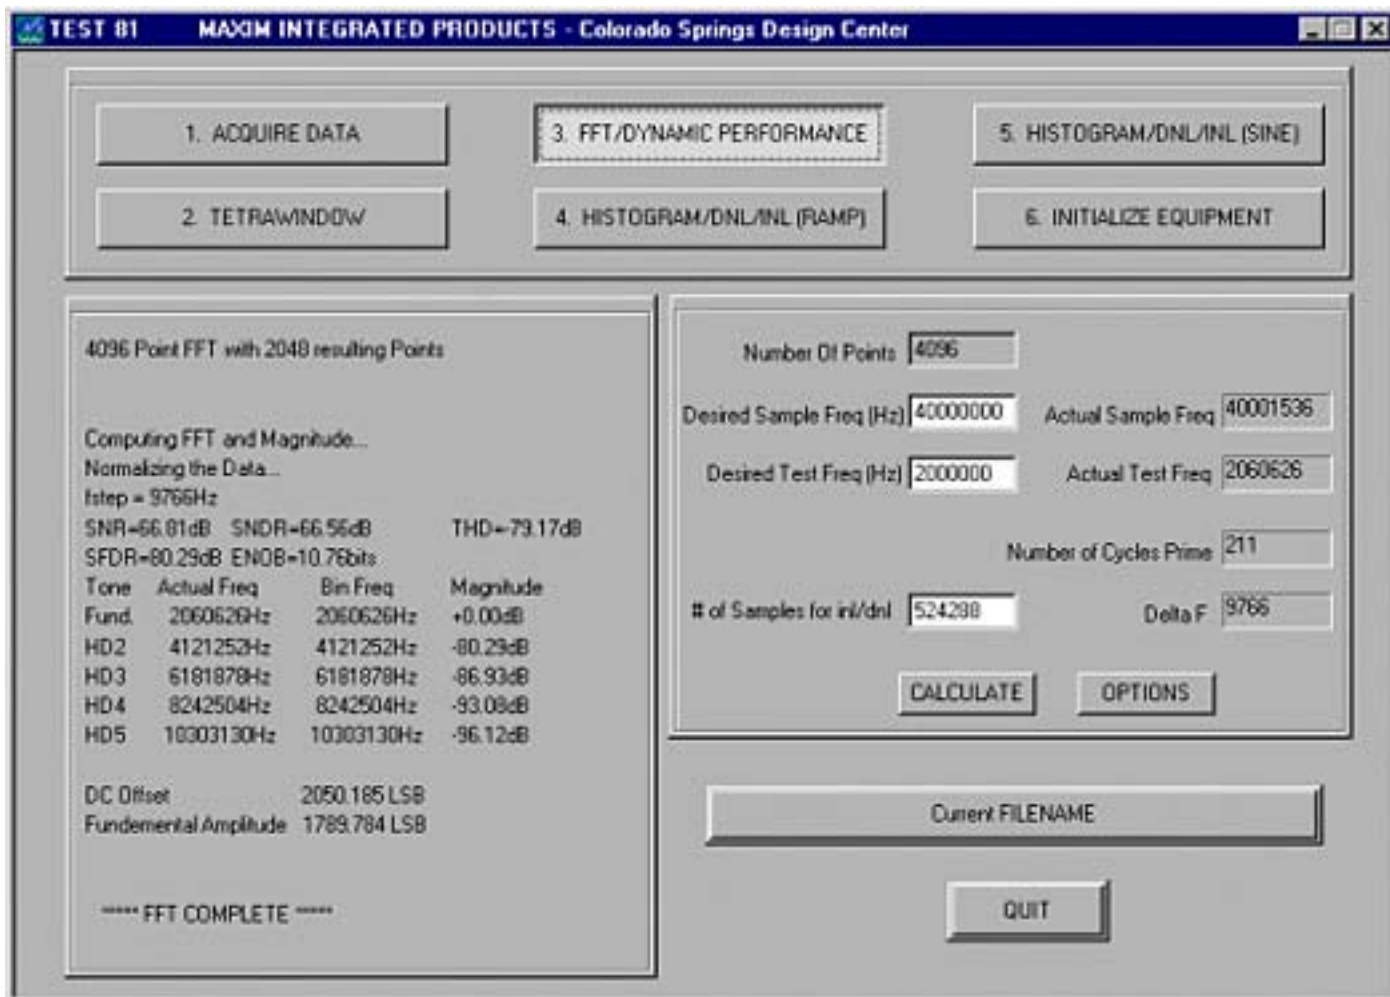 TEST 81 MAXIM INTEGRATED PRODUCTS - Colorado Springs Design Center
1. ACQUIRE DATA
3. FFT/DYNAMIC PERFORMANCE
5. HISTOGRAM/DNL/INL (SINE)
2. TETRAWINDOW
4. HISTOGRAM/DNL/INL (RAMP)
6. INITIALIZE EQUIPMENT
4096 Point FFT with 2048 resulting Points
Computing FFT and Magnitude...
Normalizing the Data...
fstep = 9766Hz
SNR=66.81dB SNDR=66.56dB THD=-79.17dB
SFDR=80.29dB ENOB=10.76bits
Tone Actual Freq Bin Freq Magnitude
Fund. 2060626Hz 2060626Hz +0.00dB
HD2 4121252Hz 4121252Hz -80.29dB
HD3 6181878Hz 6181878Hz -86.93dB
HD4 8242504Hz 8242504Hz -93.08dB
HD5 10303130Hz 10303130Hz -96.12dB
DC Offset 2050.185 LSB
Fundemental Amplitude 1789.784 LSB
***** FFT COMPLETE *****
Number Of Points 4096
Desired Sample Freq (Hz) 40000000 Actual Sample Freq 40001536
Desired Test Freq (Hz) 2000000 Actual Test Freq 2060626
Number of Cycles Prime 211
# of Samples for inl/dnl 524288 Delta F 9766
CALCULATE OPTIONS
Current FILENAME
QUIT